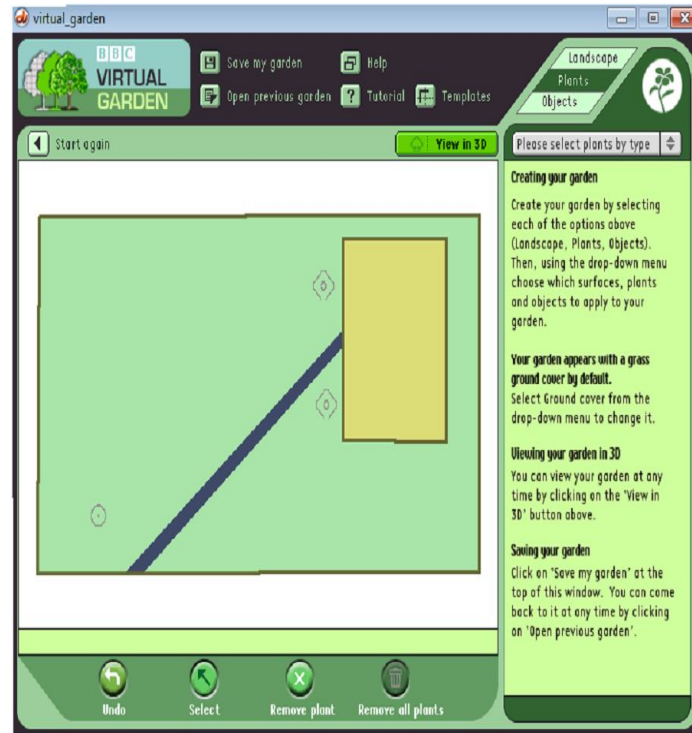 virtual_garden
BBC
VIRTUAL
GARDEN
Save my garden
Help
Open previous garden
Tutorial
Templates
Landscape
Plants
Objects
Start again
View in 3D
Please select plants by type
Creating your garden
Create your garden by selecting
each of the options above
(Landscape, Plants, Objects).
Then, using the drop-down menu
choose which surfaces, plants
and objects to apply to your
garden.
Your garden appears with a grass
ground cover by default.
Select Ground cover from the
drop-down menu to change it.
Viewing your garden in 3D
You can view your garden at any
time by clicking on the 'View in
3D' button above.
Saving your garden
Click on 'Save my garden' at the
top of this window. You can come
back to it at any time by clicking
on 'Open previous garden'.
Undo
Select
Remove plant
Remove all plants